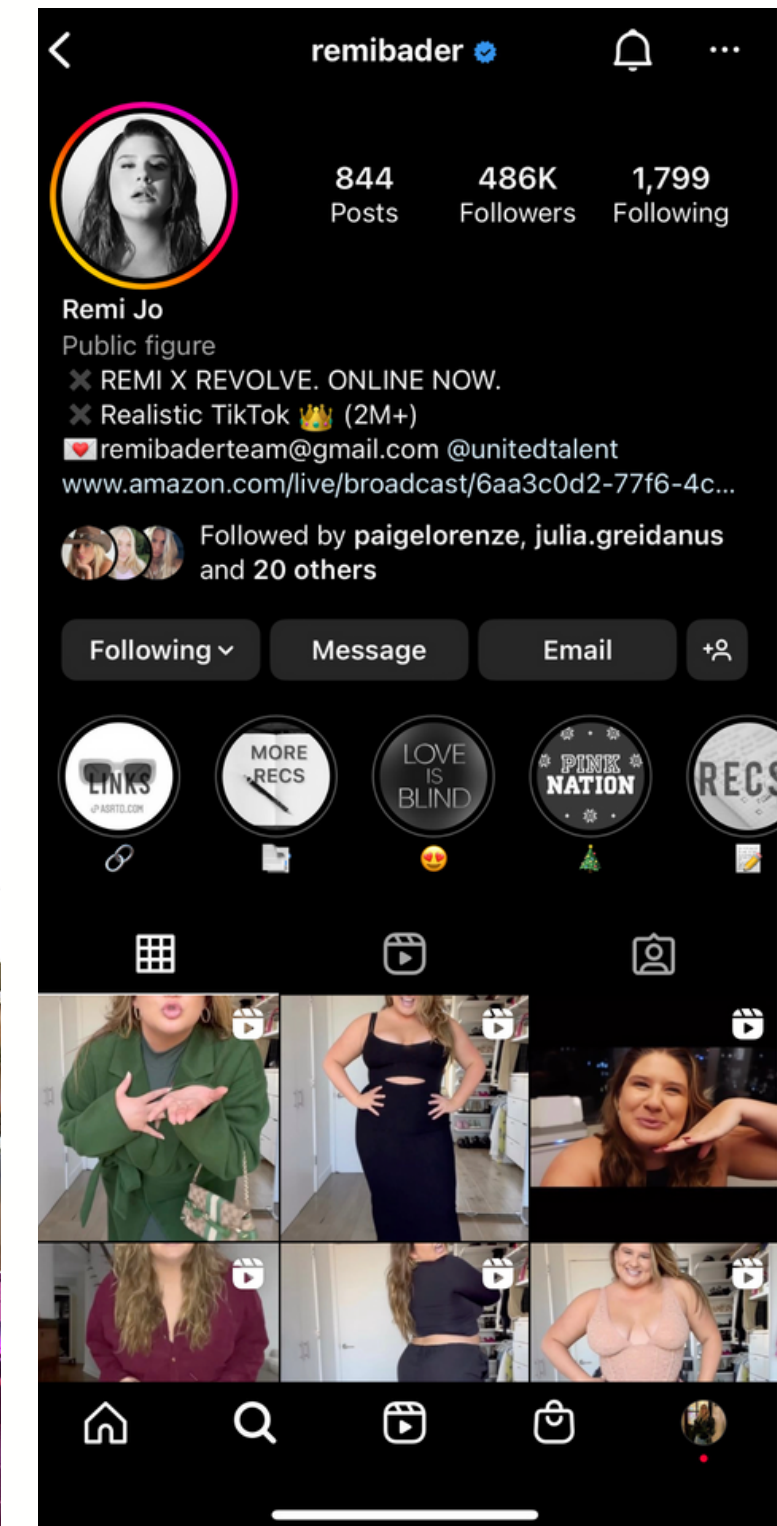 remibader
844 486K 1,799
Posts Followers Following
Remi Jo
Public figure
✖️ REMI X REVOLVE. ONLINE NOW.
✖️ Realistic TikTok 👑 (2M+)
💌remibaderteam@gmail.com @unitedtalent
www.amazon.com/live/broadcast/6aa3c0d2-77f6-4c...
Followed by paigelorenze, julia.greidanus
and 20 others
Following Message Email
LINKS
ASRTD.COM
MORE
RECS
LOVE
IS
BLIND
PINK
NATION
RECS